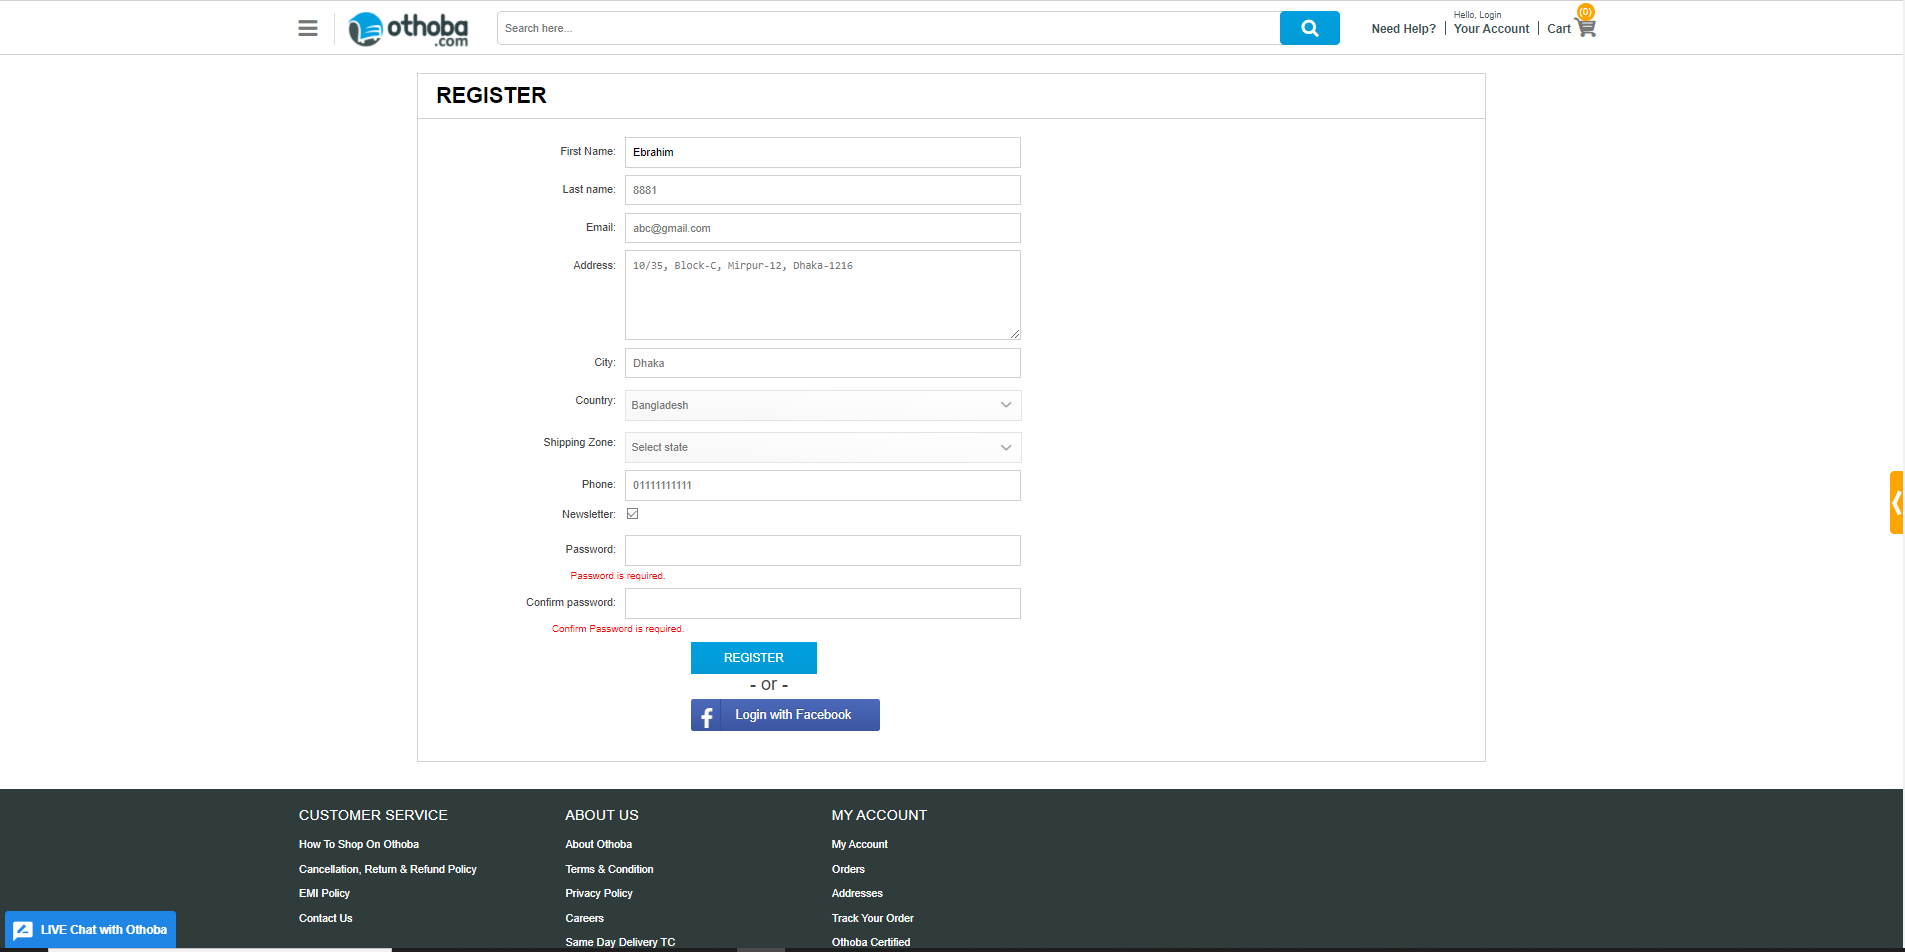 othoba
.com
Search here...
Need Help?
Hello, Login
Your Account
Cart
(0)
REGISTER
First Name: Ebrahim
Last name: 8881
Email: abc@gmail.com
Address: 10/35, Block-C, Mirpur-12, Dhaka-1216
City: Dhaka
Country: Bangladesh
Shipping Zone: Select state
Phone: 01111111111
Newsletter:
Password:
Password is required.
Confirm password:
Confirm Password is required.
REGISTER
- or -
f Login with Facebook
CUSTOMER SERVICE
How To Shop On Othoba
Cancellation, Return & Refund Policy
EMI Policy
Contact Us
ABOUT US
About Othoba
Terms & Condition
Privacy Policy
Careers
Same Day Delivery TC
MY ACCOUNT
My Account
Orders
Addresses
Track Your Order
Othoba Certified
LIVE Chat with Othoba